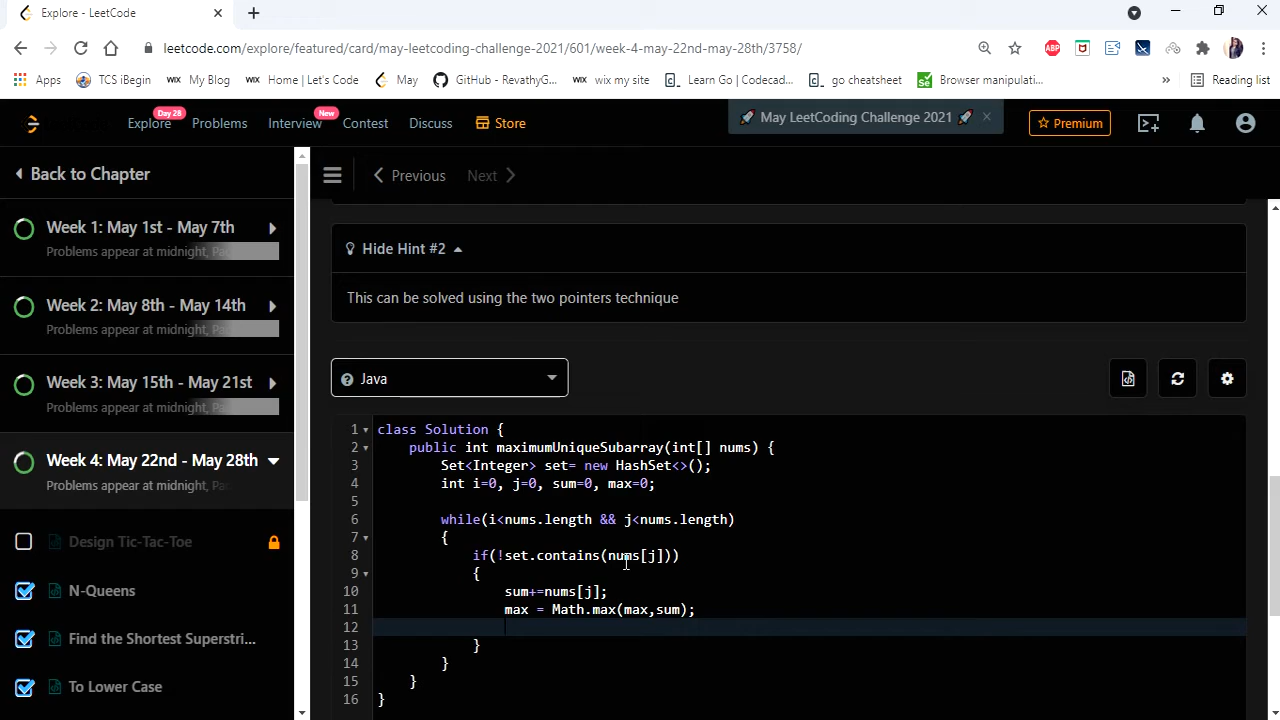 Explore - LeetCode
leetcode.com/explore/featured/card/may-leetcoding-challenge-2021/601/week-4-may-22nd-may-28th/3758/
ABP
Apps
TCS iBegin
WIX My Blog
WIX Home | Let's Code
May
GitHub - RevathyG...
WIX wix my site
Learn Go | Codecad...
go cheatsheet
Browser manipulati...
»
Reading list
Day 28
New
Explore
Problems
Interview
Contest
Discuss
Store
🚀 May LeetCoding Challenge 2021 🚀
Premium
Back to Chapter
Previous
Next
Week 1: May 1st - May 7th
Problems appear at midnight,
Week 2: May 8th - May 14th
Problems appear at midnight,
Week 3: May 15th - May 21st
Problems appear at midnight,
Week 4: May 22nd - May 28th
Problems appear at midnight,
Design Tic-Tac-Toe
N-Queens
Find the Shortest Superstri...
To Lower Case
Hide Hint #2
This can be solved using the two pointers technique
Java
1 class Solution {
2 public int maximumUniqueSubarray(int[] nums) {
3 Set<Integer> set= new HashSet<>();
4 int i=0, j=0, sum=0, max=0;
5
6 while(i<nums.length && j<nums.length)
7 {
8 if(!set.contains(nums[j]))
9 {
10 sum+=nums[j];
11 max = Math.max(max,sum);
12
13 }
14 }
15 }
16 }